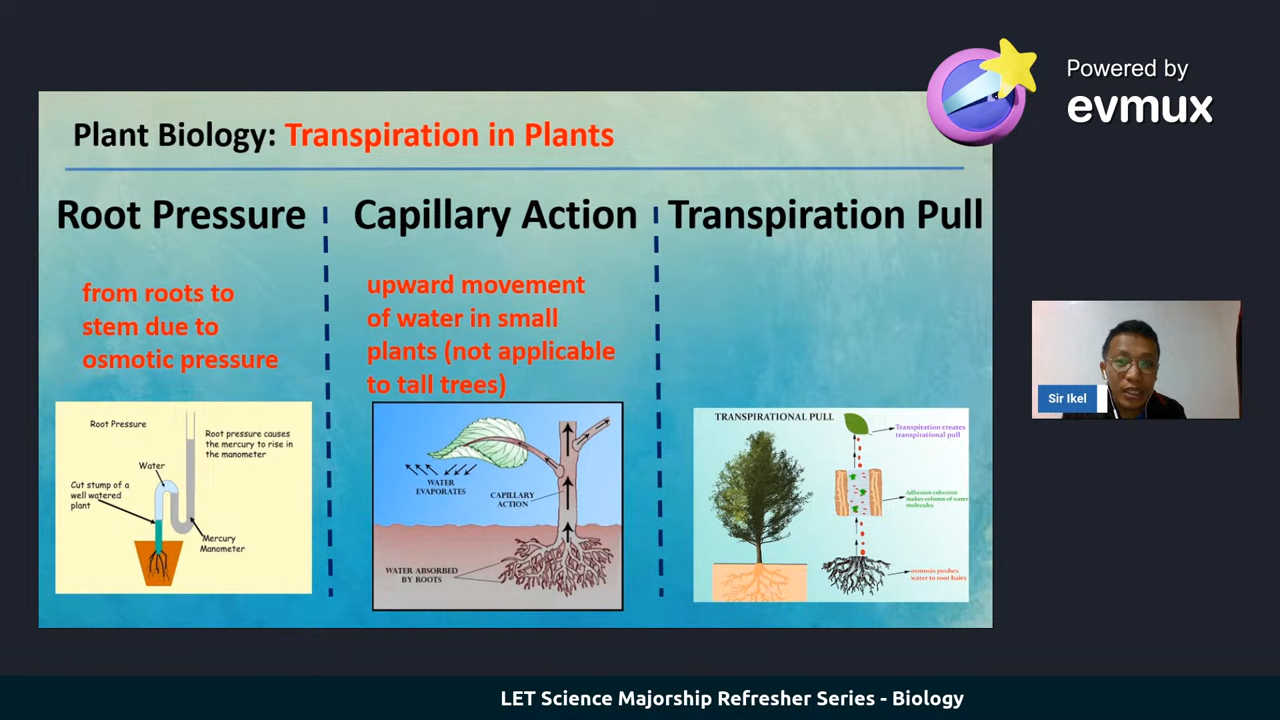 Powered by
evmux
Plant Biology: Transpiration in Plants
Root Pressure
from roots to
stem due to
osmotic pressure
Root Pressure
Root pressure causes
the mercury to rise in
the manometer
Water
Cut stump of a
well watered
plant
Mercury
Manometer
Capillary Action
upward movement
of water in small
plants (not applicable
to tall trees)
WATER
EVAPORATES
CAPILLARY
ACTION
WATER ABSORBED
BY ROOTS
Transpiration Pull
TRANSPIRATIONAL PULL
Transpiration creates
transpirational pull
Adhesion cohesion
makes column of water
molecules
osmosis pushes
water to root hairs
Sir Ikel
LET Science Majorship Refresher Series - Biology